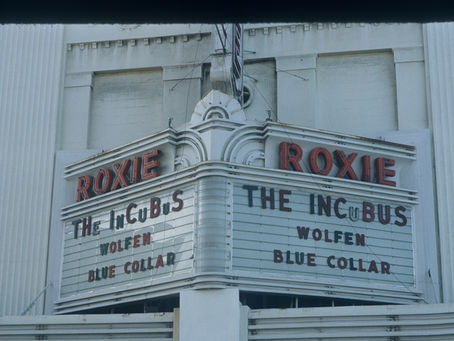 ROXIE
THE INCUBUS
WOLFEN
BLUE COLLAR
ROXIE
THE INCUBUS
WOLFEN
BLUE COLLAR